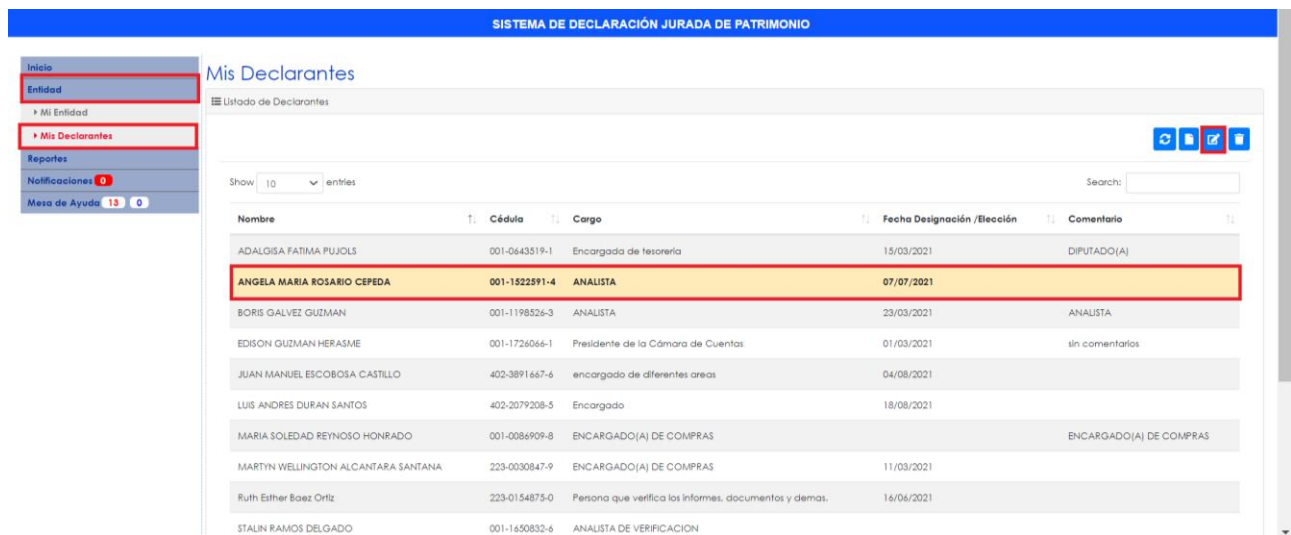 SISTEMA DE DECLARACIÓN JURADA DE PATRIMONIO
Inicio
Entidad
Mi Entidad
Mis Declarantes
Reportes
Notificaciones 0
Mesa de Ayuda 13 0
Mis Declarantes
Listado de Declarantes
Show 10 entries Search:
Nombre Cédula Cargo Fecha Designación /Elección Comentario
ADALGISA FATIMA PUJOLS 001-0643519-1 Encargada de tesorería 15/03/2021 DIPUTADO(A)
ANGELA MARIA ROSARIO CEPEDA 001-1522591-4 ANALISTA 07/07/2021
BORIS GALVEZ GUZMAN 001-1198526-3 ANALISTA 23/03/2021 ANALISTA
EDISON GUZMAN HERASME 001-1726066-1 Presidente de la Cámara de Cuentas 01/03/2021 sin comentarios
JUAN MANUEL ESCOBOSA CASTILLO 402-3891667-6 encargado de diferentes areas 04/08/2021
LUIS ANDRES DURAN SANTOS 402-2079208-5 Encargado 18/08/2021
MARIA SOLEDAD REYNOSO HONRADO 001-0086909-8 ENCARGADO(A) DE COMPRAS ENCARGADO(A) DE COMPRAS
MARTYN WELLINGTON ALCANTARA SANTANA 223-0030847-9 ENCARGADO(A) DE COMPRAS 11/03/2021
Ruth Esther Baez Ortiz 223-0154875-0 Persona que verifica los informes, documentos y demas. 16/06/2021
STALIN RAMOS DELGADO 001-1650832-6 ANALISTA DE VERIFICACION